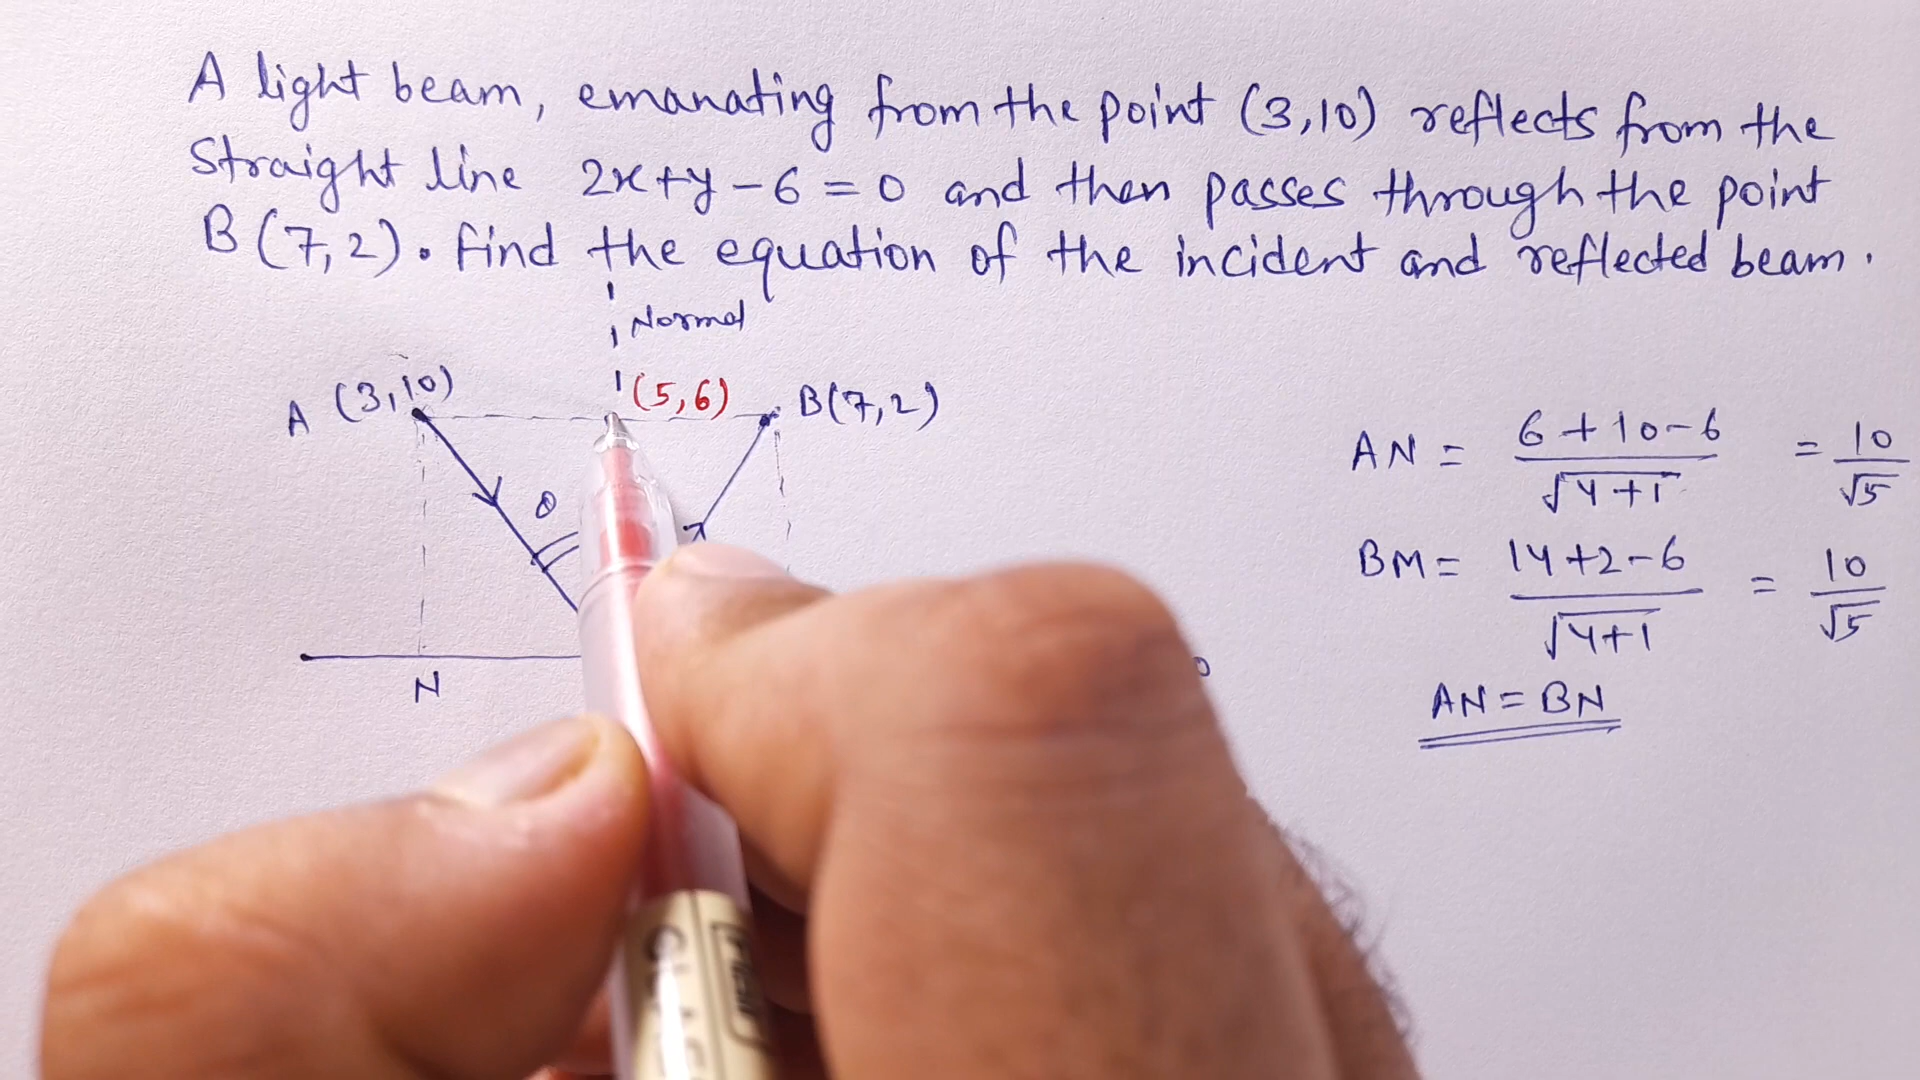 A light beam, emanating from the point (3,10) reflects from the
Straight line 2x+y-6=0 and then passes through the point
B(7,2). find the equation of the incident and reflected beam.
Normal
A (3,10)
(5,6)
B(7,2)
θ
N
AN = (6+10-6)/√(4+1) = 10/√5
BM = (14+2-6)/√(4+1) = 10/√5
AN = BN